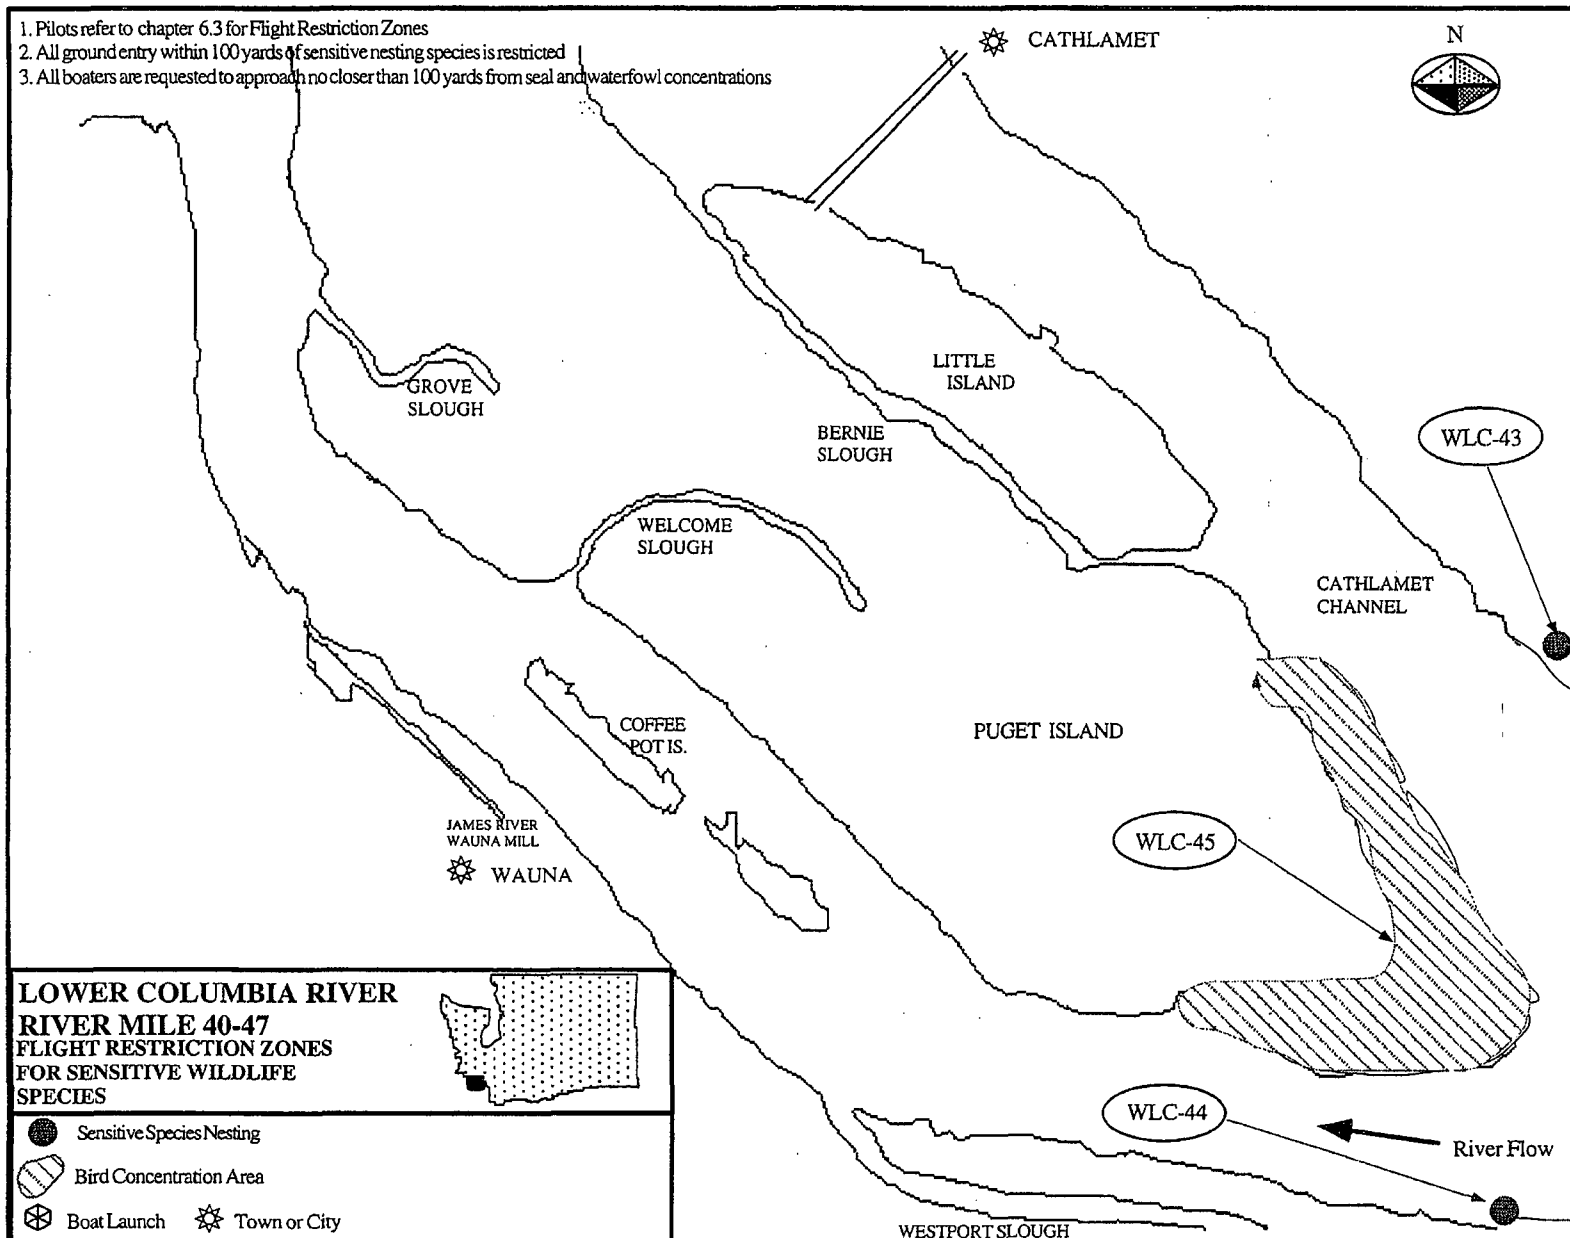 1. Pilots refer to chapter 6.3 for Flight Restriction Zones
2. All ground entry within 100 yards of sensitive nesting species is restricted
3. All boaters are requested to approach no closer than 100 yards from seal and waterfowl concentrations
CATHLAMET
N
GROVE
SLOUGH
LITTLE
ISLAND
BERNIE
SLOUGH
WLC-43
WELCOME
SLOUGH
CATHLAMET
CHANNEL
COFFEE
POT IS.
PUGET ISLAND
JAMES RIVER
WAUNA MILL
WAUNA
WLC-45
WLC-44
River Flow
WESTPORT SLOUGH
LOWER COLUMBIA RIVER
RIVER MILE 40-47
FLIGHT RESTRICTION ZONES
FOR SENSITIVE WILDLIFE
SPECIES
Sensitive Species Nesting
Bird Concentration Area
Boat Launch
Town or City